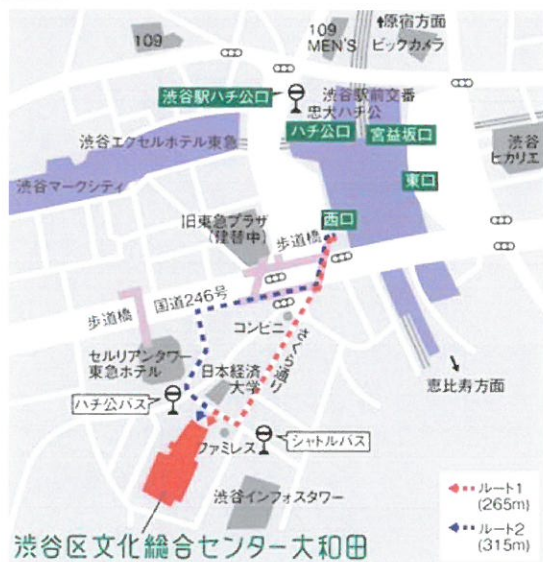 109
109
MEN'S
↑原宿方面
ビックカメラ
渋谷駅ハチ公口
渋谷駅前交番
忠犬ハチ公
ハチ公口
宮益坂口
渋谷エクセルホテル東急
渋谷
ヒカリエ
渋谷マークシティ
東口
西口
旧東急プラザ
(建替中)
歩道橋
国道246号
歩道橋
コンビニ
さくら通り
セルリアンタワー
東急ホテル
日本経済
大学
恵比寿方面
ハチ公バス
ファミレス
シャトルバス
渋谷インフォスタワー
ルート1
(265m)
ルート2
(315m)
渋谷区文化総合センター大和田